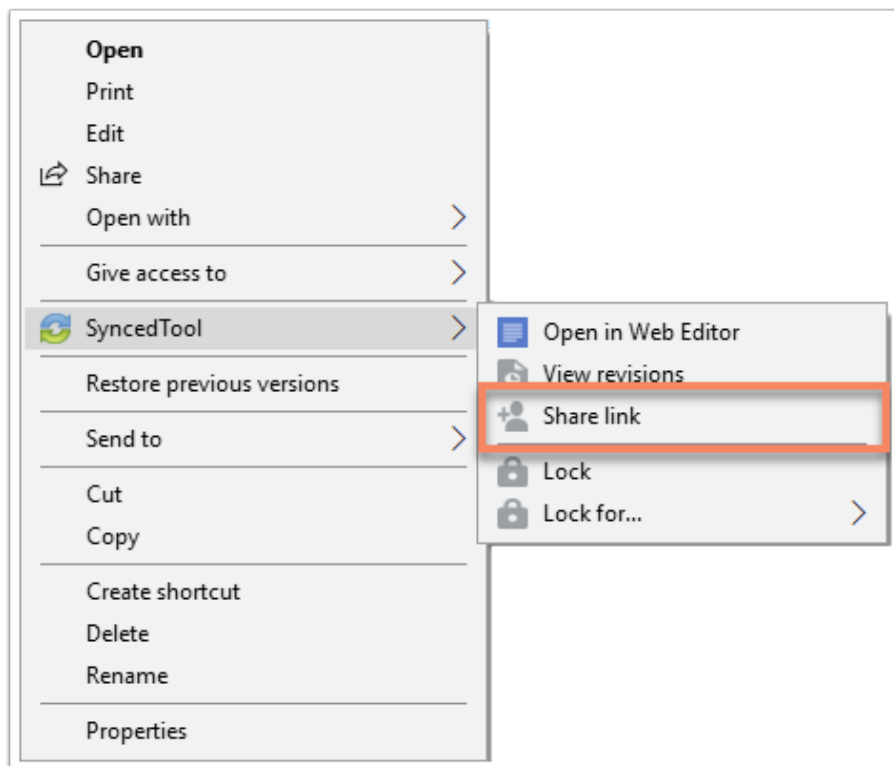 Open
Print
Edit
Share
Open with
Give access to
SyncedTool
Restore previous versions
Send to
Cut
Copy
Create shortcut
Delete
Rename
Properties
Open in Web Editor
View revisions
Share link
Lock
Lock for...